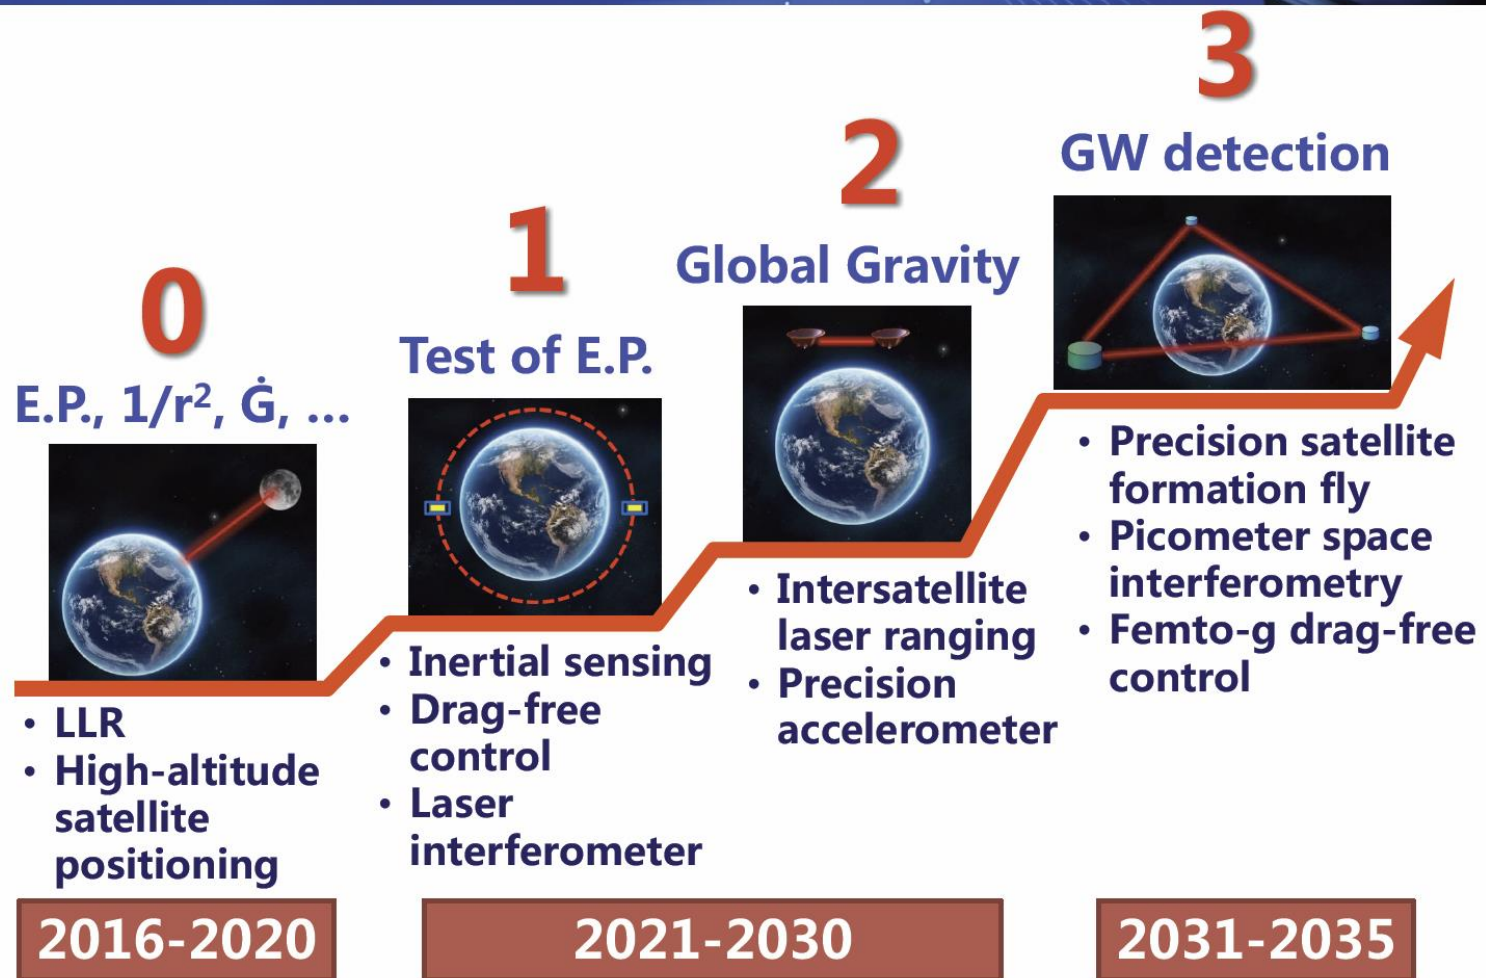 0
E.P., 1/r², Ġ, ...
• LLR
• High-altitude
satellite
positioning
2016-2020
1
Test of E.P.
• Inertial sensing
• Drag-free
control
• Laser
interferometer
2
Global Gravity
• Intersatellite
laser ranging
• Precision
accelerometer
2021-2030
3
GW detection
• Precision satellite
formation fly
• Picometer space
interferometry
• Femto-g drag-free
control
2031-2035